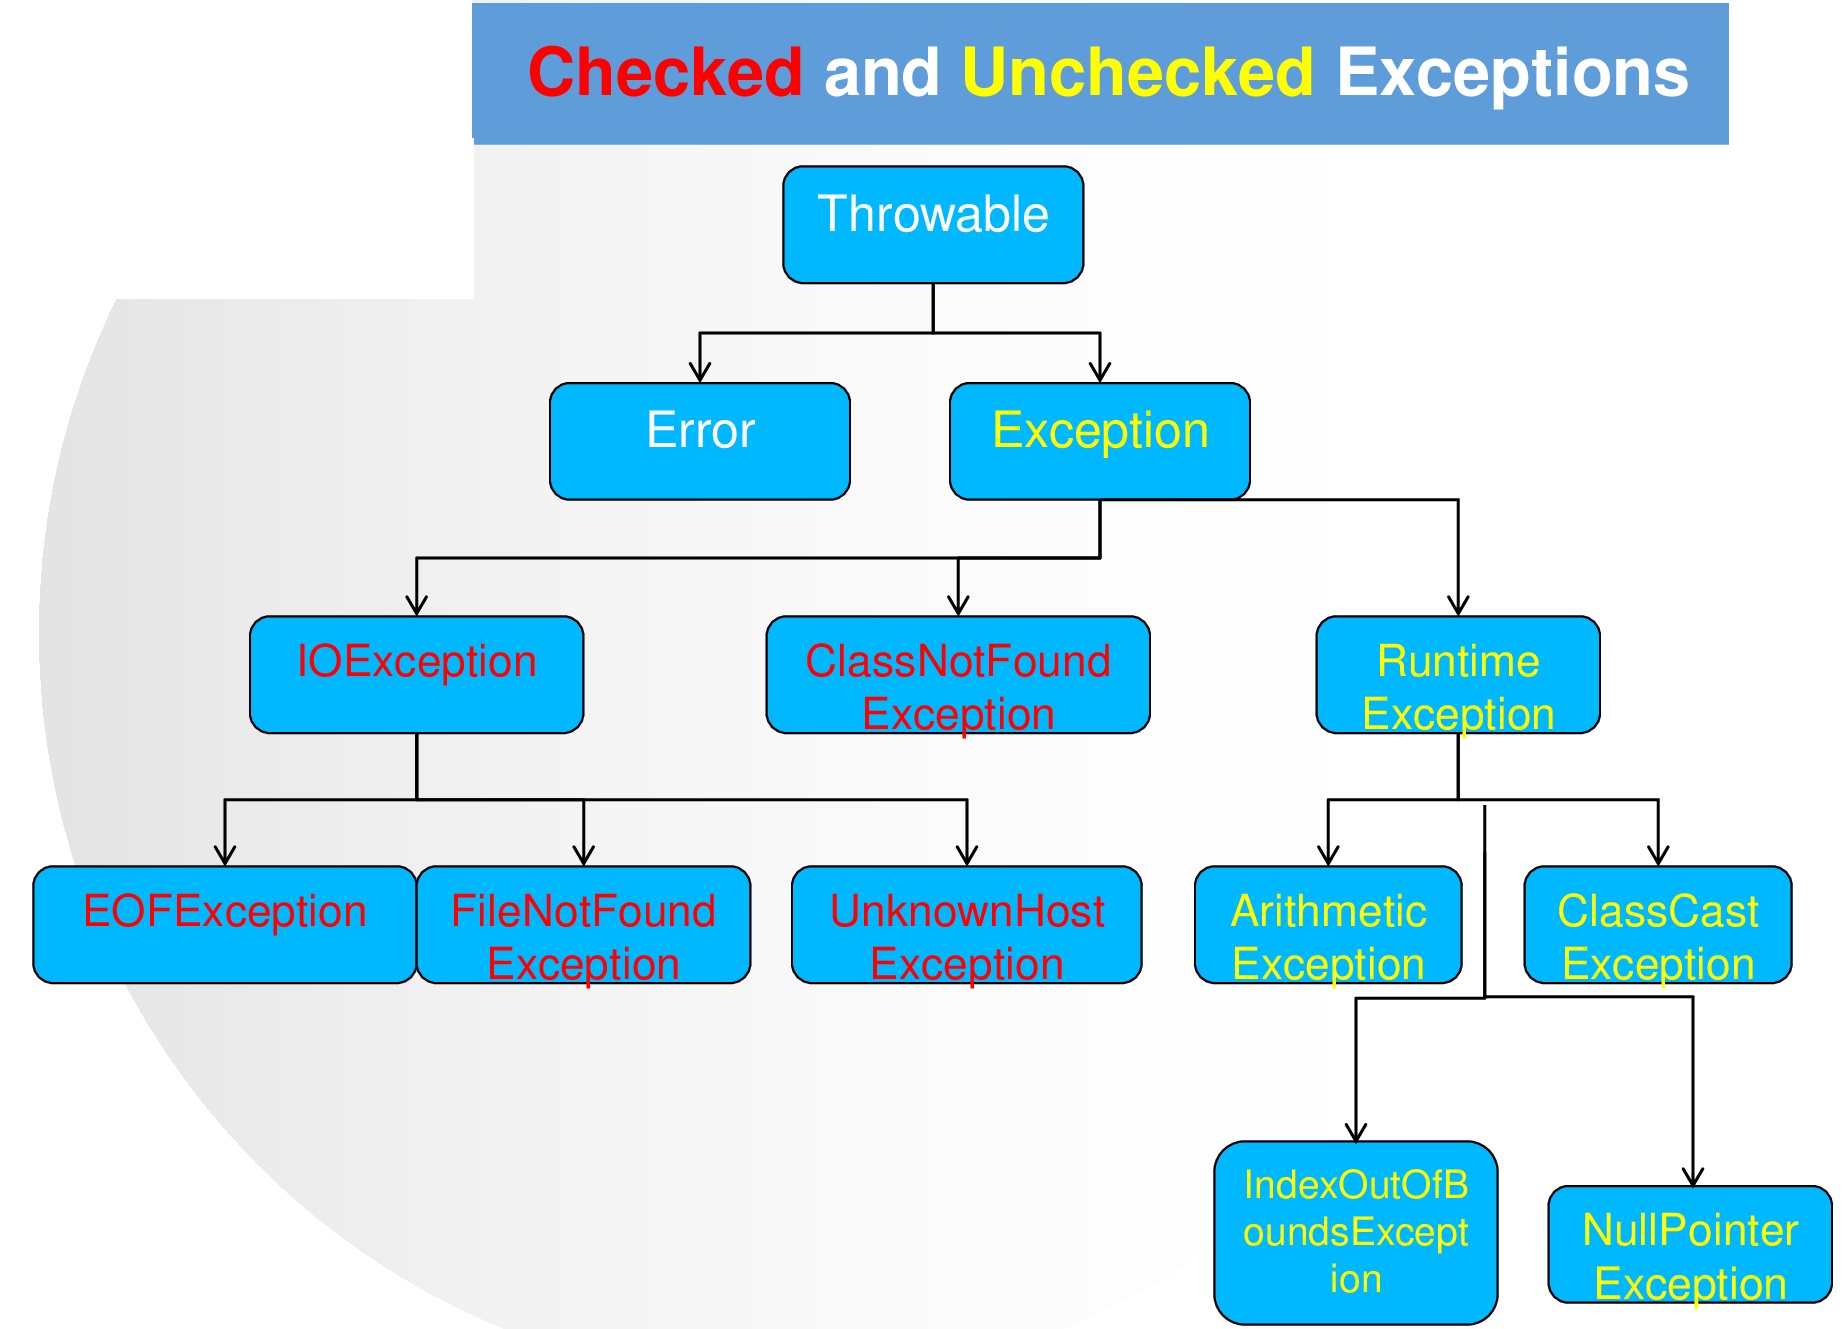 Checked and Unchecked Exceptions
Throwable
Error
Exception
IOException
ClassNotFound
Exception
Runtime
Exception
EOFException
FileNotFound
Exception
UnknownHost
Exception
Arithmetic
Exception
ClassCast
Exception
IndexOutOfB
oundsExcept
ion
NullPointer
Exception